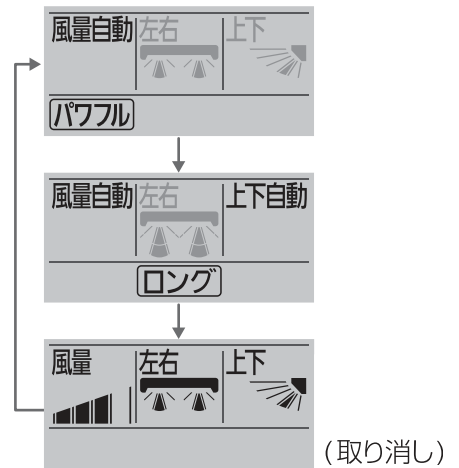 風量自動 左右 上下
パワフル
風量自動 左右 上下自動
ロング
風量 左右 上下
(取り消し)